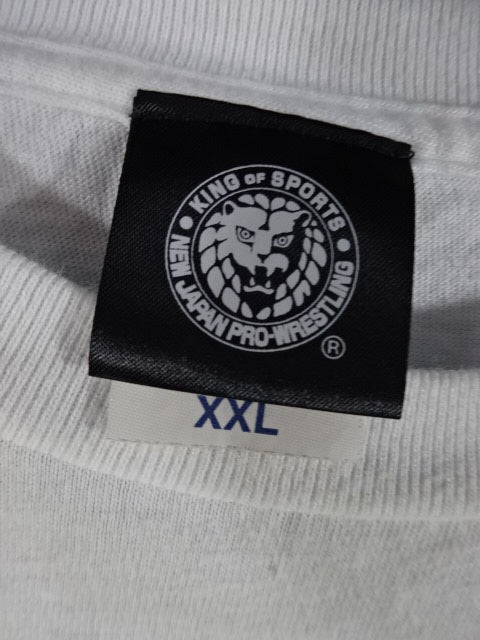 KING OF SPORTS
NEW JAPAN PRO-WRESTLING
®
XXL